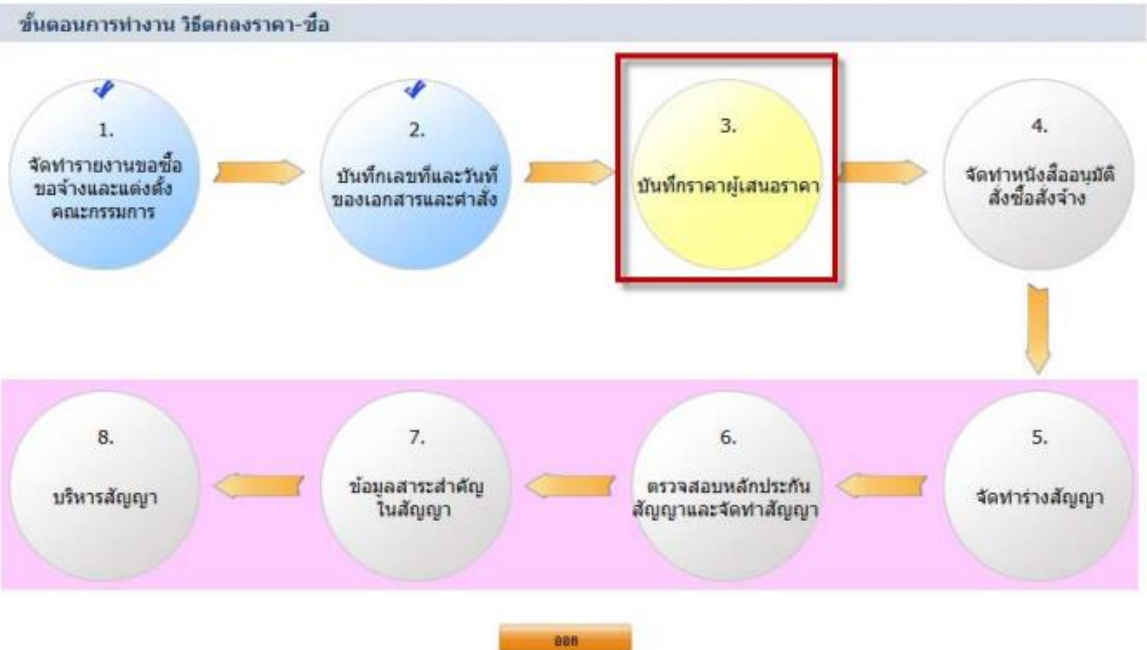 ขั้นตอนการทำงาน วิธีตกลงราคา-ซื้อ
1.
จัดทำรายงานขอซื้อ
ขอจ้างและแต่งตั้ง
คณะกรรมการ
2.
บันทึกเลขที่และวันที่
ของเอกสารและคำสั่ง
3.
บันทึกราคาผู้เสนอราคา
4.
จัดทำหนังสืออนุมัติ
สั่งซื้อสั่งจ้าง
8.
บริหารสัญญา
7.
ข้อมูลสาระสำคัญ
ในสัญญา
6.
ตรวจสอบหลักประกัน
สัญญาและจัดทำสัญญา
5.
จัดทำร่างสัญญา
ออก